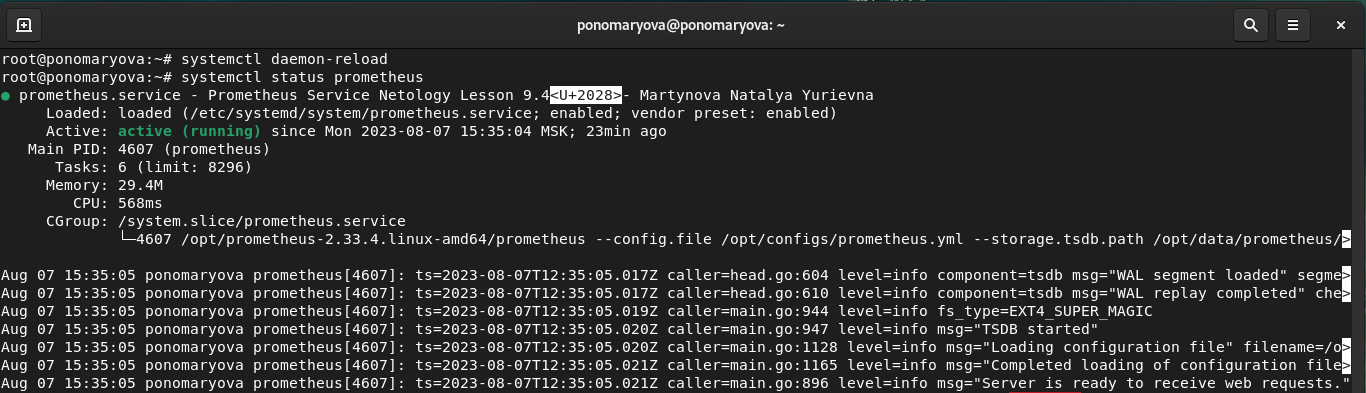 ponomaryova@ponomaryova: ~
root@ponomaryova:~# systemctl daemon-reload
root@ponomaryova:~# systemctl status prometheus
● prometheus.service - Prometheus Service Netology Lesson 9.4<U+2028>- Martynova Natalya Yurievna
Loaded: loaded (/etc/systemd/system/prometheus.service; enabled; vendor preset: enabled)
Active: active (running) since Mon 2023-08-07 15:35:04 MSK; 23min ago
Main PID: 4607 (prometheus)
Tasks: 6 (limit: 8296)
Memory: 29.4M
CPU: 568ms
CGroup: /system.slice/prometheus.service
└─4607 /opt/prometheus-2.33.4.linux-amd64/prometheus --config.file /opt/configs/prometheus.yml --storage.tsdb.path /opt/data/prometheus/>
Aug 07 15:35:05 ponomaryova prometheus[4607]: ts=2023-08-07T12:35:05.017Z caller=head.go:604 level=info component=tsdb msg="WAL segment loaded" segme>
Aug 07 15:35:05 ponomaryova prometheus[4607]: ts=2023-08-07T12:35:05.017Z caller=head.go:610 level=info component=tsdb msg="WAL replay completed" che>
Aug 07 15:35:05 ponomaryova prometheus[4607]: ts=2023-08-07T12:35:05.019Z caller=main.go:944 level=info fs_type=EXT4_SUPER_MAGIC
Aug 07 15:35:05 ponomaryova prometheus[4607]: ts=2023-08-07T12:35:05.020Z caller=main.go:947 level=info msg="TSDB started"
Aug 07 15:35:05 ponomaryova prometheus[4607]: ts=2023-08-07T12:35:05.020Z caller=main.go:1128 level=info msg="Loading configuration file" filename=/o>
Aug 07 15:35:05 ponomaryova prometheus[4607]: ts=2023-08-07T12:35:05.021Z caller=main.go:1165 level=info msg="Completed loading of configuration file>
Aug 07 15:35:05 ponomaryova prometheus[4607]: ts=2023-08-07T12:35:05.021Z caller=main.go:896 level=info msg="Server is ready to receive web requests."